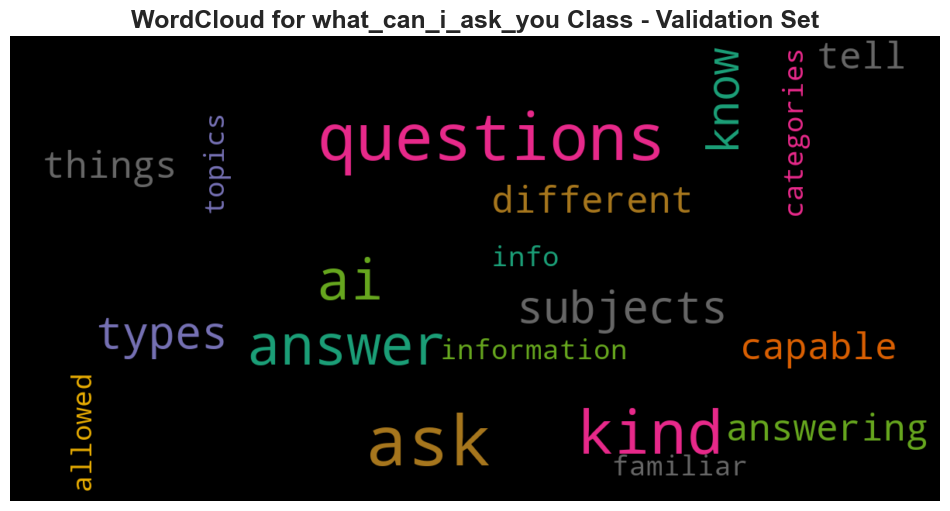 WordCloud for what_can_i_ask_you Class - Validation Set
tell
know
categories
questions
topics
things
different
info
ai
subjects
types
answer
information
capable
allowed
ask
kind
answering
familiar